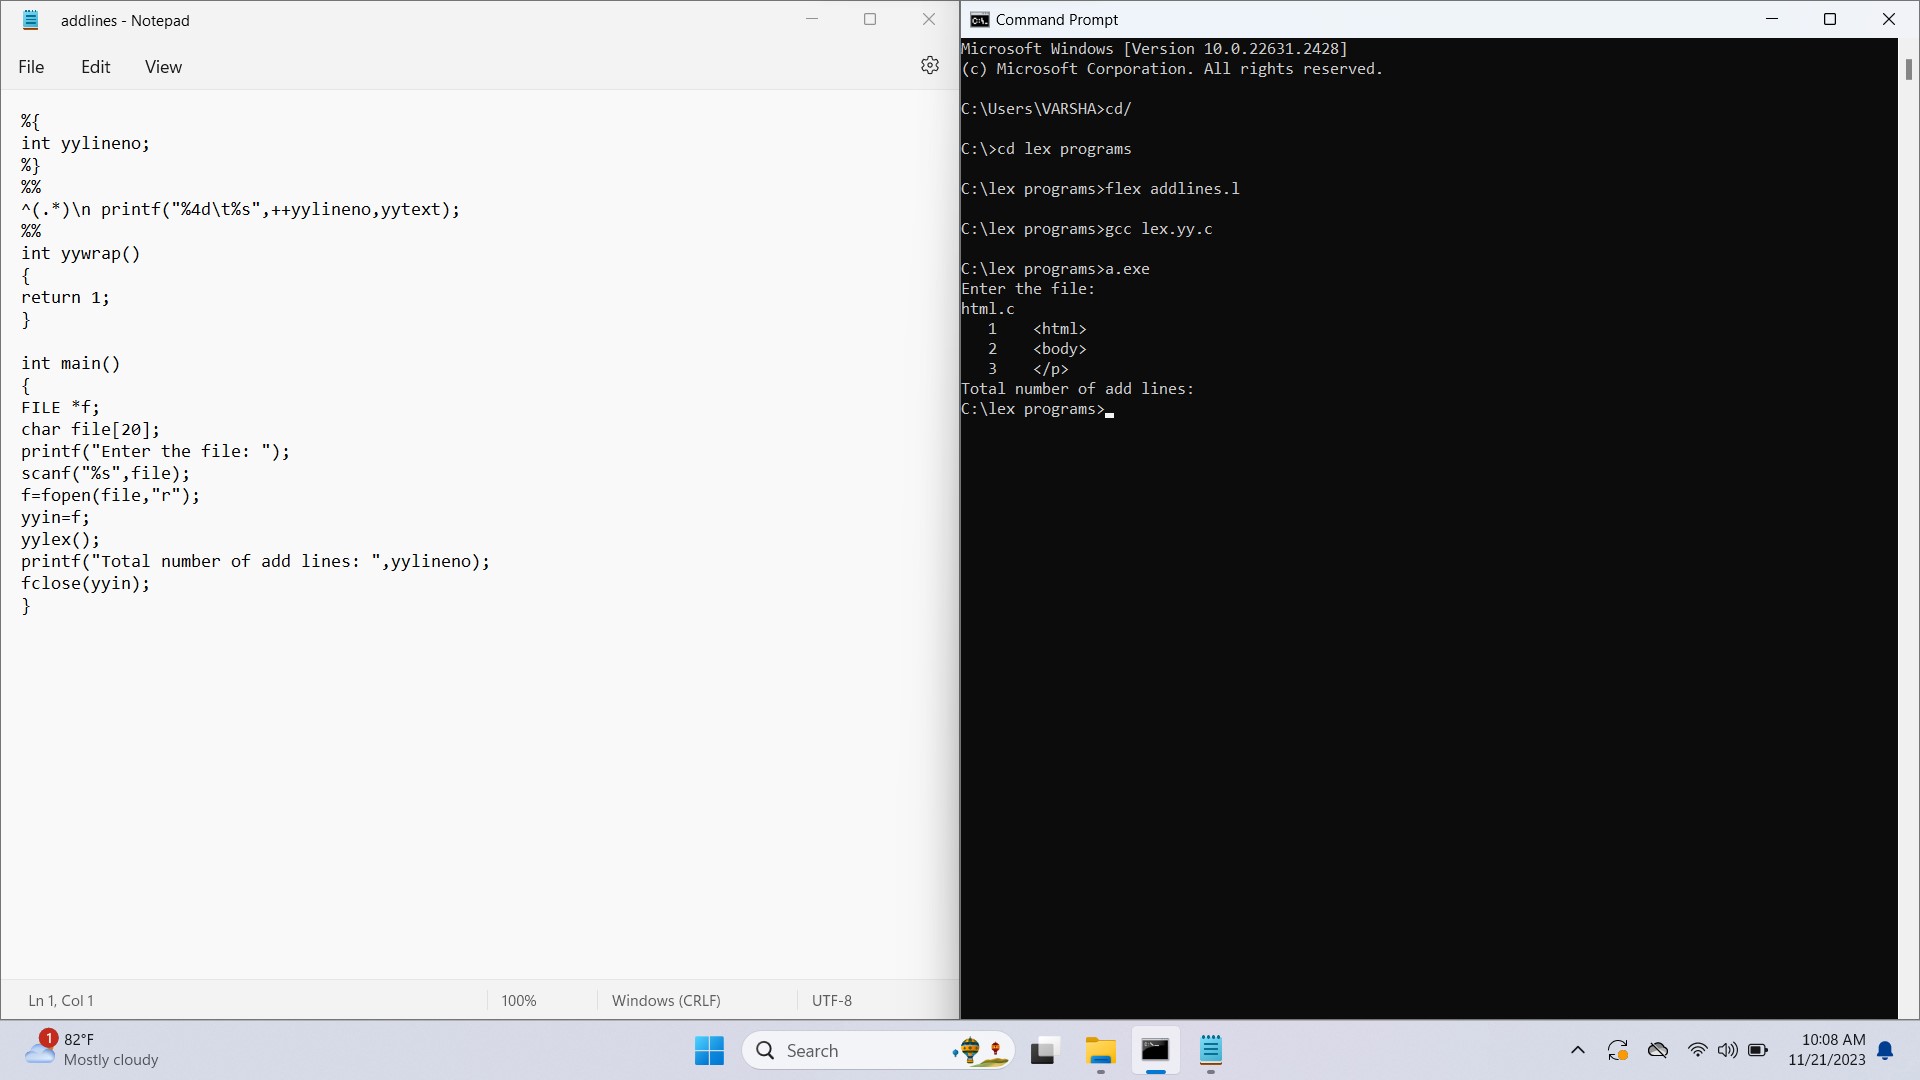 addlines - Notepad
File Edit View
%{
int yylineno;
%}
%%
^(.*)\n printf("%4d\t%s",++yylineno,yytext);
%%
int yywrap()
{
return 1;
}
int main()
{
FILE *f;
char file[20];
printf("Enter the file: ");
scanf("%s",file);
f=fopen(file,"r");
yyin=f;
yylex();
printf("Total number of add lines: ",yylineno);
fclose(yyin);
}
Ln 1, Col 1 100% Windows (CRLF) UTF-8
Command Prompt
Microsoft Windows [Version 10.0.22631.2428]
(c) Microsoft Corporation. All rights reserved.
C:\Users\VARSHA>cd/
C:\>cd lex programs
C:\lex programs>flex addlines.l
C:\lex programs>gcc lex.yy.c
C:\lex programs>a.exe
Enter the file:
html.c
1 <html>
2 <body>
3 </p>
Total number of add lines:
C:\lex programs>
1
82°F
Mostly cloudy
Search
10:08 AM
11/21/2023